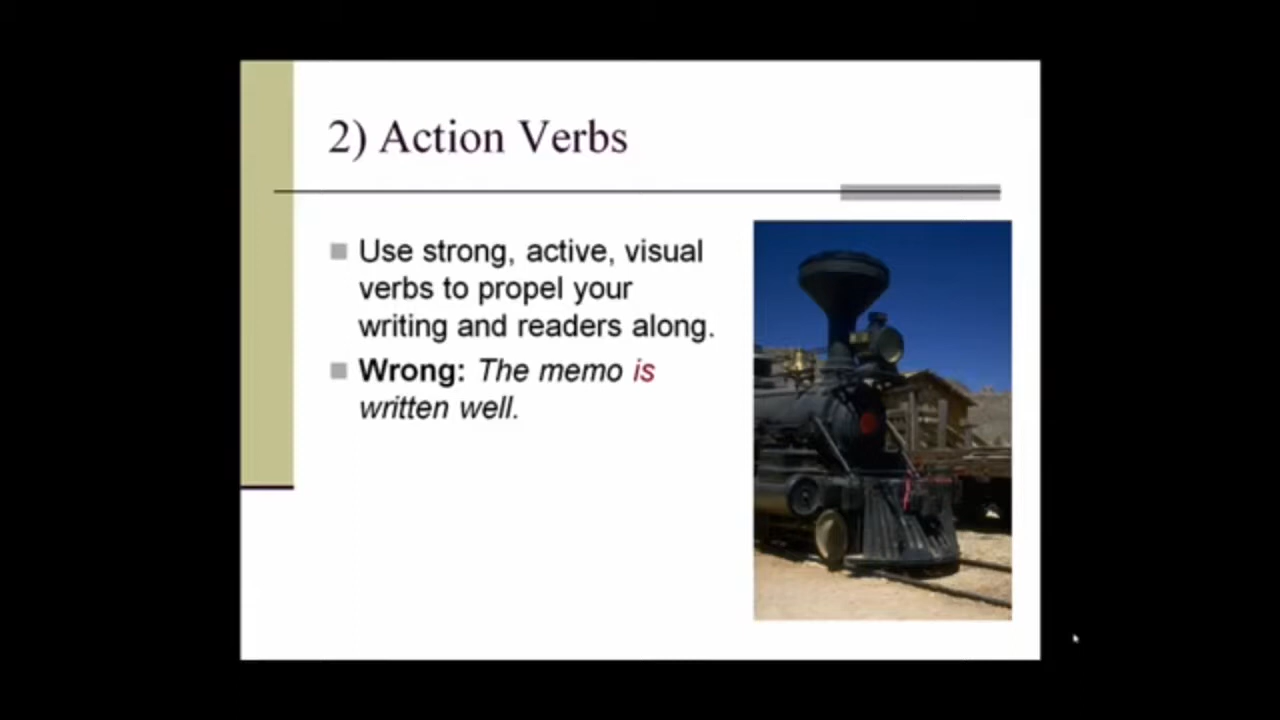 2) Action Verbs
Use strong, active, visual
verbs to propel your
writing and readers along.
Wrong: The memo is
written well.